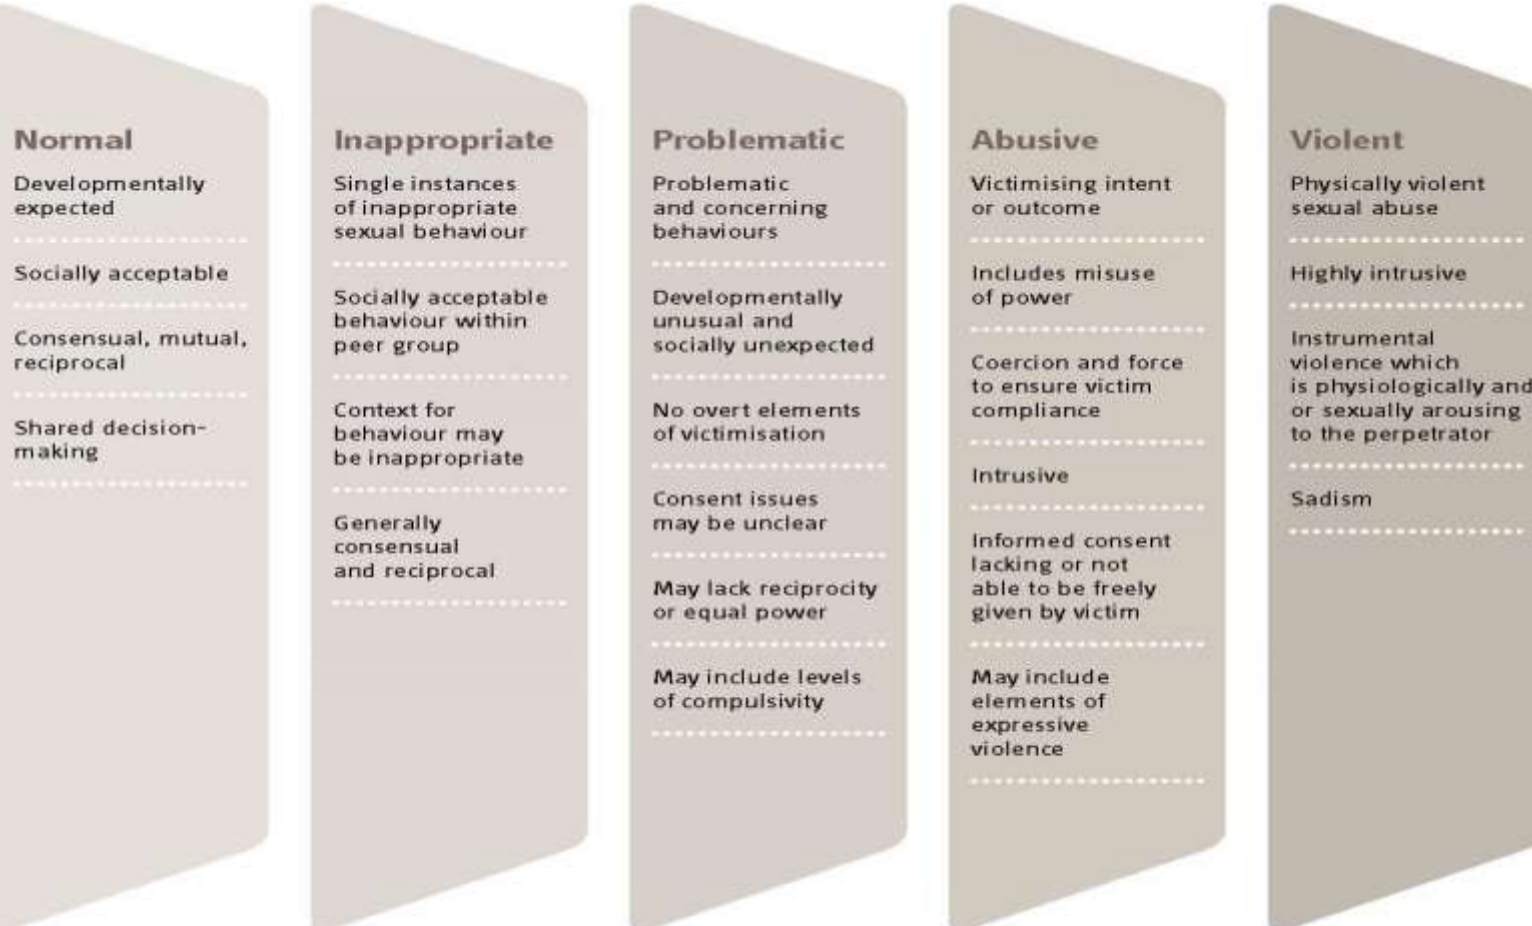 Normal
Developmentally
expected
Socially acceptable
Consensual, mutual,
reciprocal
Shared decision-
making
Inappropriate
Single instances
of inappropriate
sexual behaviour
Socially acceptable
behaviour within
peer group
Context for
behaviour may
be inappropriate
Generally
consensual
and reciprocal
Problematic
Problematic
and concerning
behaviours
Developmentally
unusual and
socially unexpected
No overt elements
of victimisation
Consent issues
may be unclear
May lack reciprocity
or equal power
May include levels
of compulsivity
Abusive
Victimising intent
or outcome
Includes misuse
of power
Coercion and force
to ensure victim
compliance
Intrusive
Informed consent
lacking or not
able to be freely
given by victim
May include
elements of
expressive
violence
Violent
Physically violent
sexual abuse
Highly intrusive
Instrumental
violence which
is physiologically and
or sexually arousing
to the perpetrator
Sadism